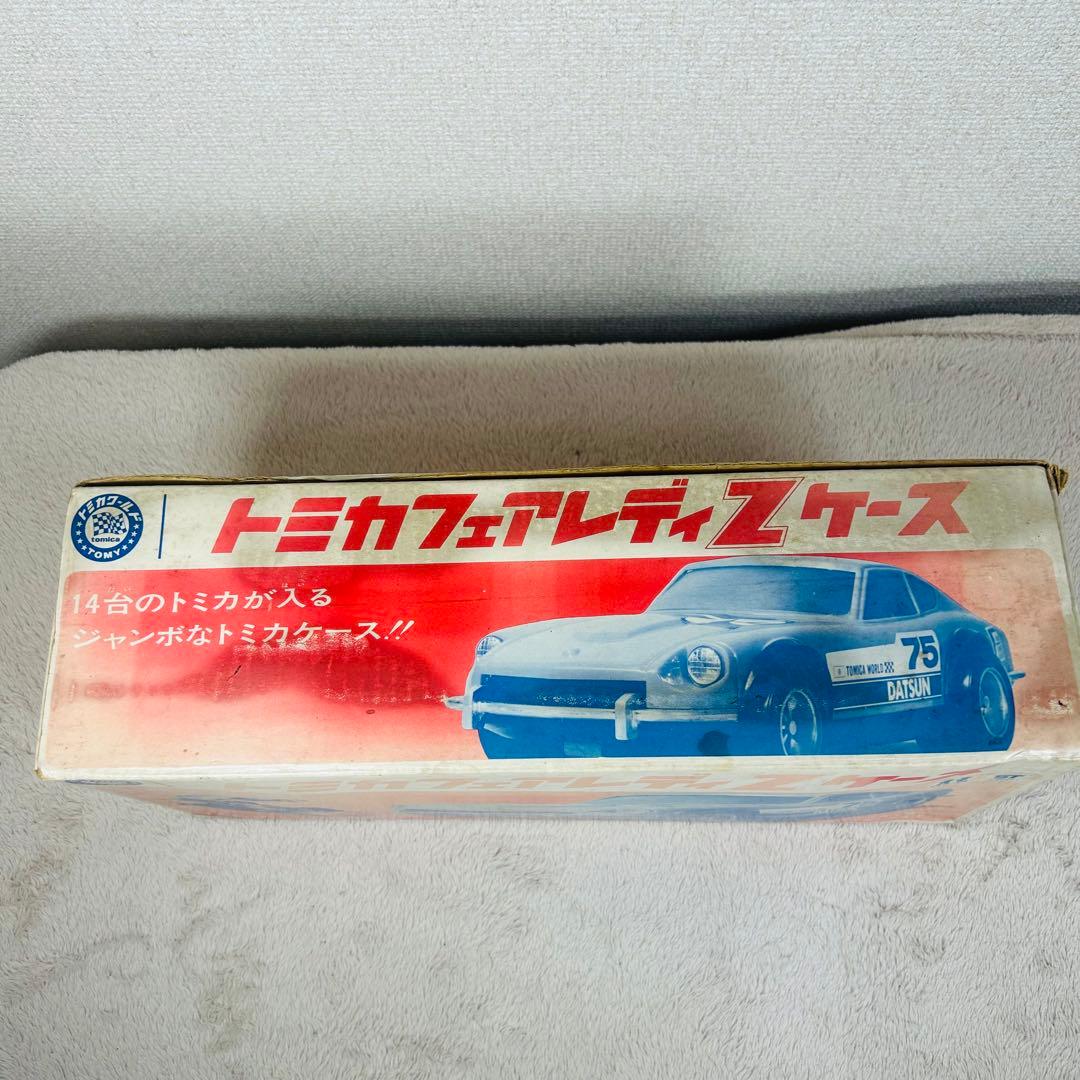 トミカワールド
tomica
TOMY
トミカフェアレディZケース
14台のトミカが入る
ジャンボなトミカケース!!
75
TOMICA WORLD
DATSUN